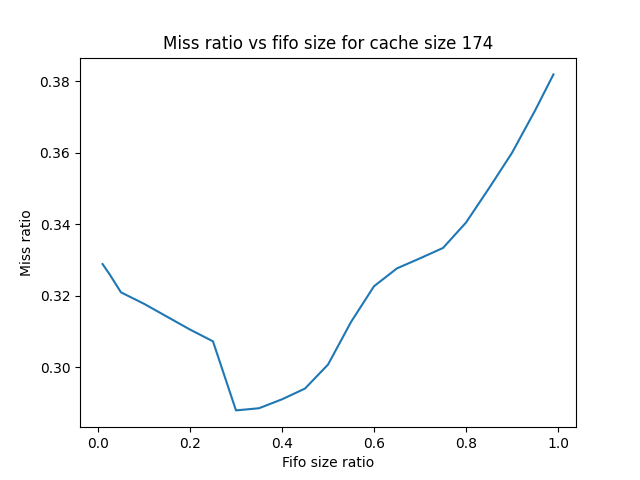 Miss ratio vs fifo size for cache size 174
0.38
0.36
0.34
0.32
0.30
Miss ratio
0.0 0.2 0.4 0.6 0.8 1.0
Fifo size ratio